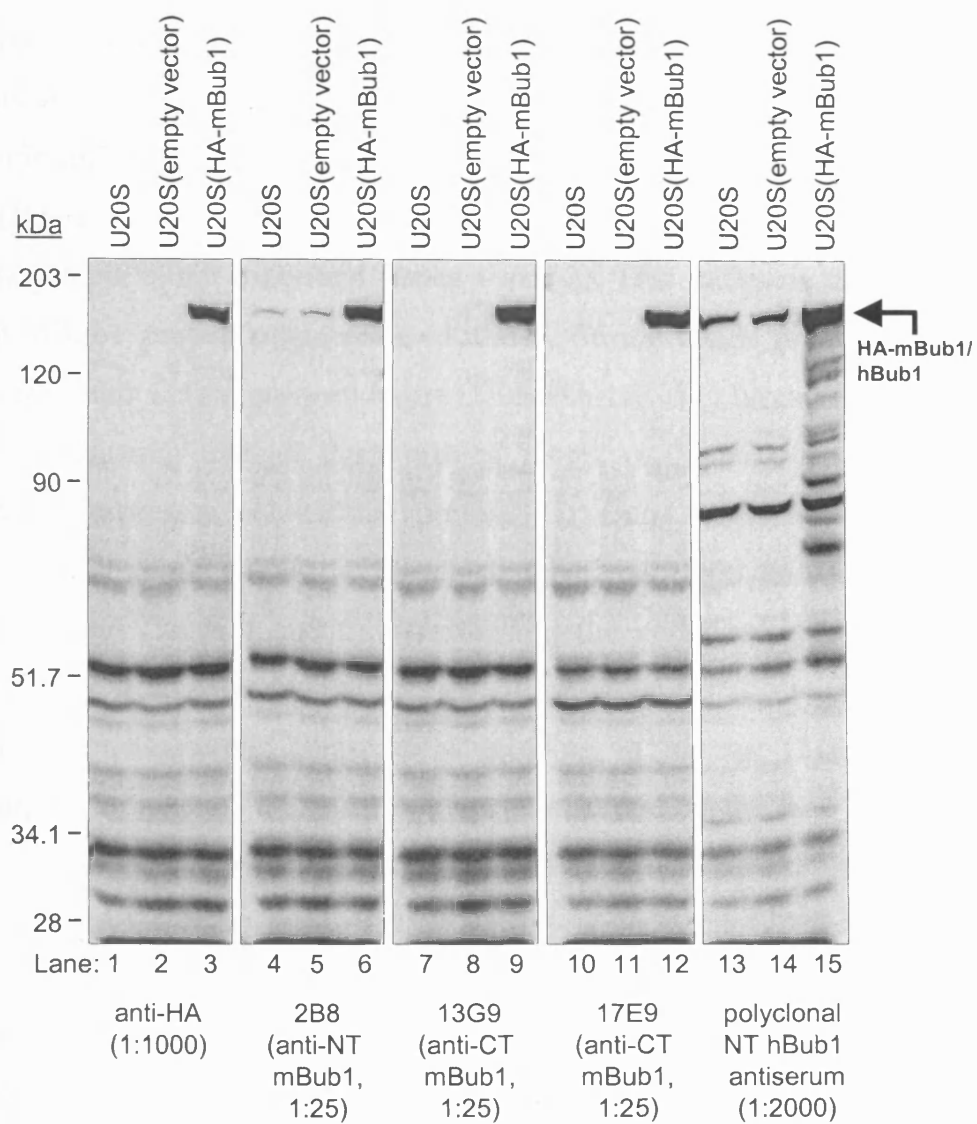 U20S
U20S(empty vector)
U20S(HA-mBub1)
U20S
U20S(empty vector)
U20S(HA-mBub1)
U20S
U20S(empty vector)
U20S(HA-mBub1)
U20S
U20S(empty vector)
U20S(HA-mBub1)
U20S
U20S(empty vector)
U20S(HA-mBub1)
kDa
203
120
90
51.7
34.1
28
HA-mBub1/
hBub1
Lane: 1 2 3 4 5 6 7 8 9 10 11 12 13 14 15
anti-HA
(1:1000)
2B8
(anti-NT
mBub1,
1:25)
13G9
(anti-CT
mBub1,
1:25)
17E9
(anti-CT
mBub1,
1:25)
polyclonal
NT hBub1
antiserum
(1:2000)